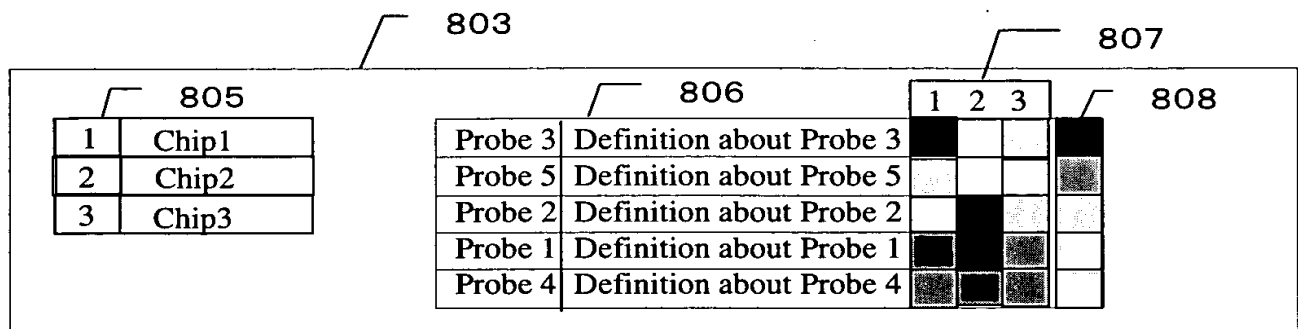 803
807
805
806
1 2 3
808
1 Chip1
2 Chip2
3 Chip3
Probe 3 Definition about Probe 3
Probe 5 Definition about Probe 5
Probe 2 Definition about Probe 2
Probe 1 Definition about Probe 1
Probe 4 Definition about Probe 4